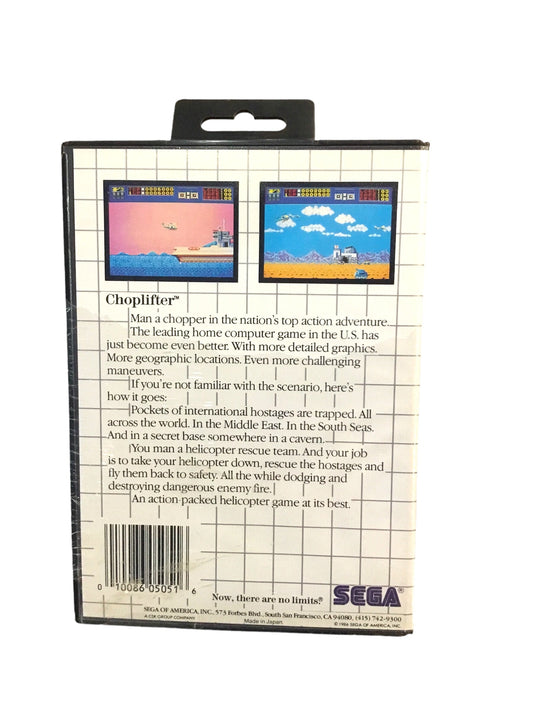 Choplifter™
Man a chopper in the nation's top action adventure.
The leading home computer game in the U.S. has
just become even better. With more detailed graphics.
More geographic locations. Even more challenging
maneuvers.
If you're not familiar with the scenario, here's
how it goes:
Pockets of international hostages are trapped. All
across the world. In the Middle East. In the South Seas.
And in a secret base somewhere in a cavern.
You man a helicopter rescue team. And your job
is to take your helicopter down, rescue the hostages and
fly them back to safety. All the while dodging and
destroying dangerous enemy fire.
An action-packed helicopter game at its best.
0 10086 05051 6
Now, there are no limits.®
SEGA®
SEGA OF AMERICA, INC., 573 Forbes Blvd., South San Francisco, CA 94080, (415) 742-9300
A CSK GROUP COMPANY
Made in Japan
© 1986 SEGA OF AMERICA, INC.